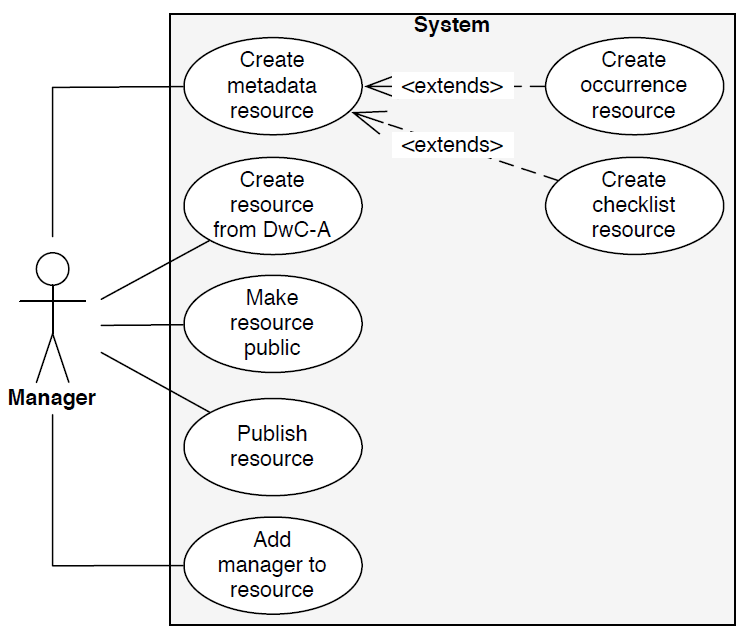 System
Create
metadata
resource
<extends>
Create
occurrence
resource
<extends>
Create
resource
from DwC-A
Create
checklist
resource
Make
resource
public
Manager
Publish
resource
Add
manager to
resource